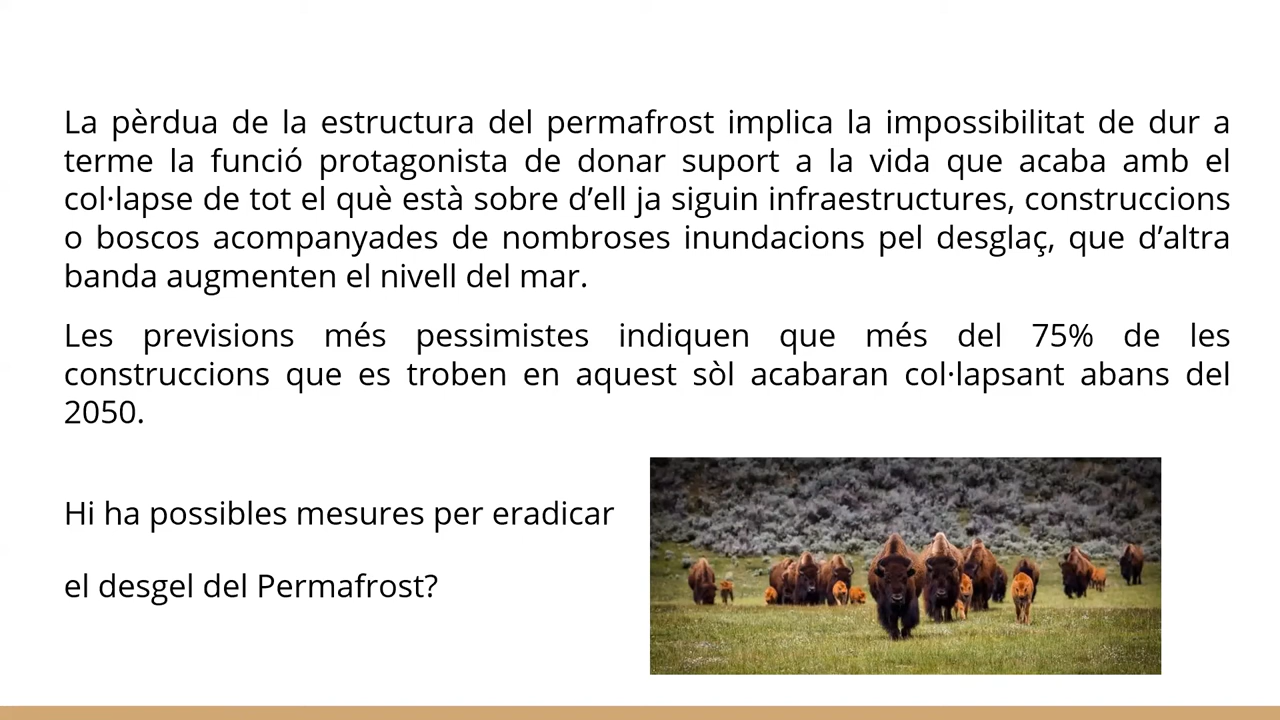 La pèrdua de la estructura del permafrost implica la impossibilitat de dur a
terme la funció protagonista de donar suport a la vida que acaba amb el
col·lapse de tot el què està sobre d’ell ja siguin infraestructures, construccions
o boscos acompanyades de nombroses inundacions pel desglaç, que d’altra
banda augmenten el nivell del mar.
Les previsions més pessimistes indiquen que més del 75% de les
construccions que es troben en aquest sòl acabaran col·lapsant abans del
2050.
Hi ha possibles mesures per eradicar
el desgel del Permafrost?